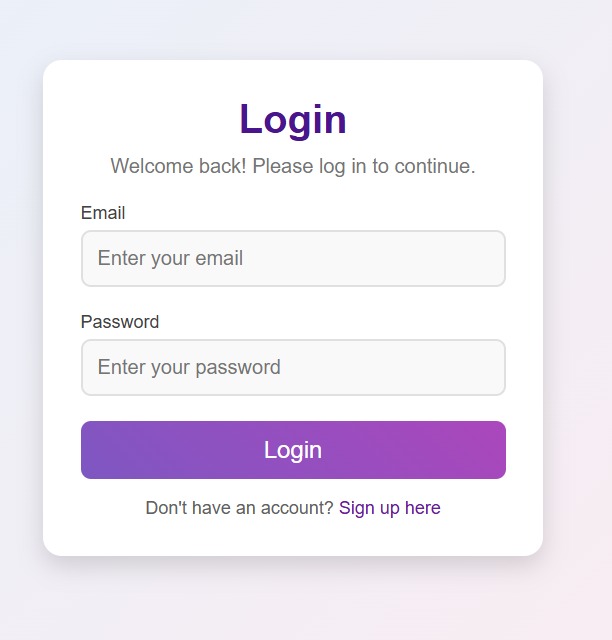 Login
Welcome back! Please log in to continue.
Email
Enter your email
Password
Enter your password
Login
Don't have an account? Sign up here